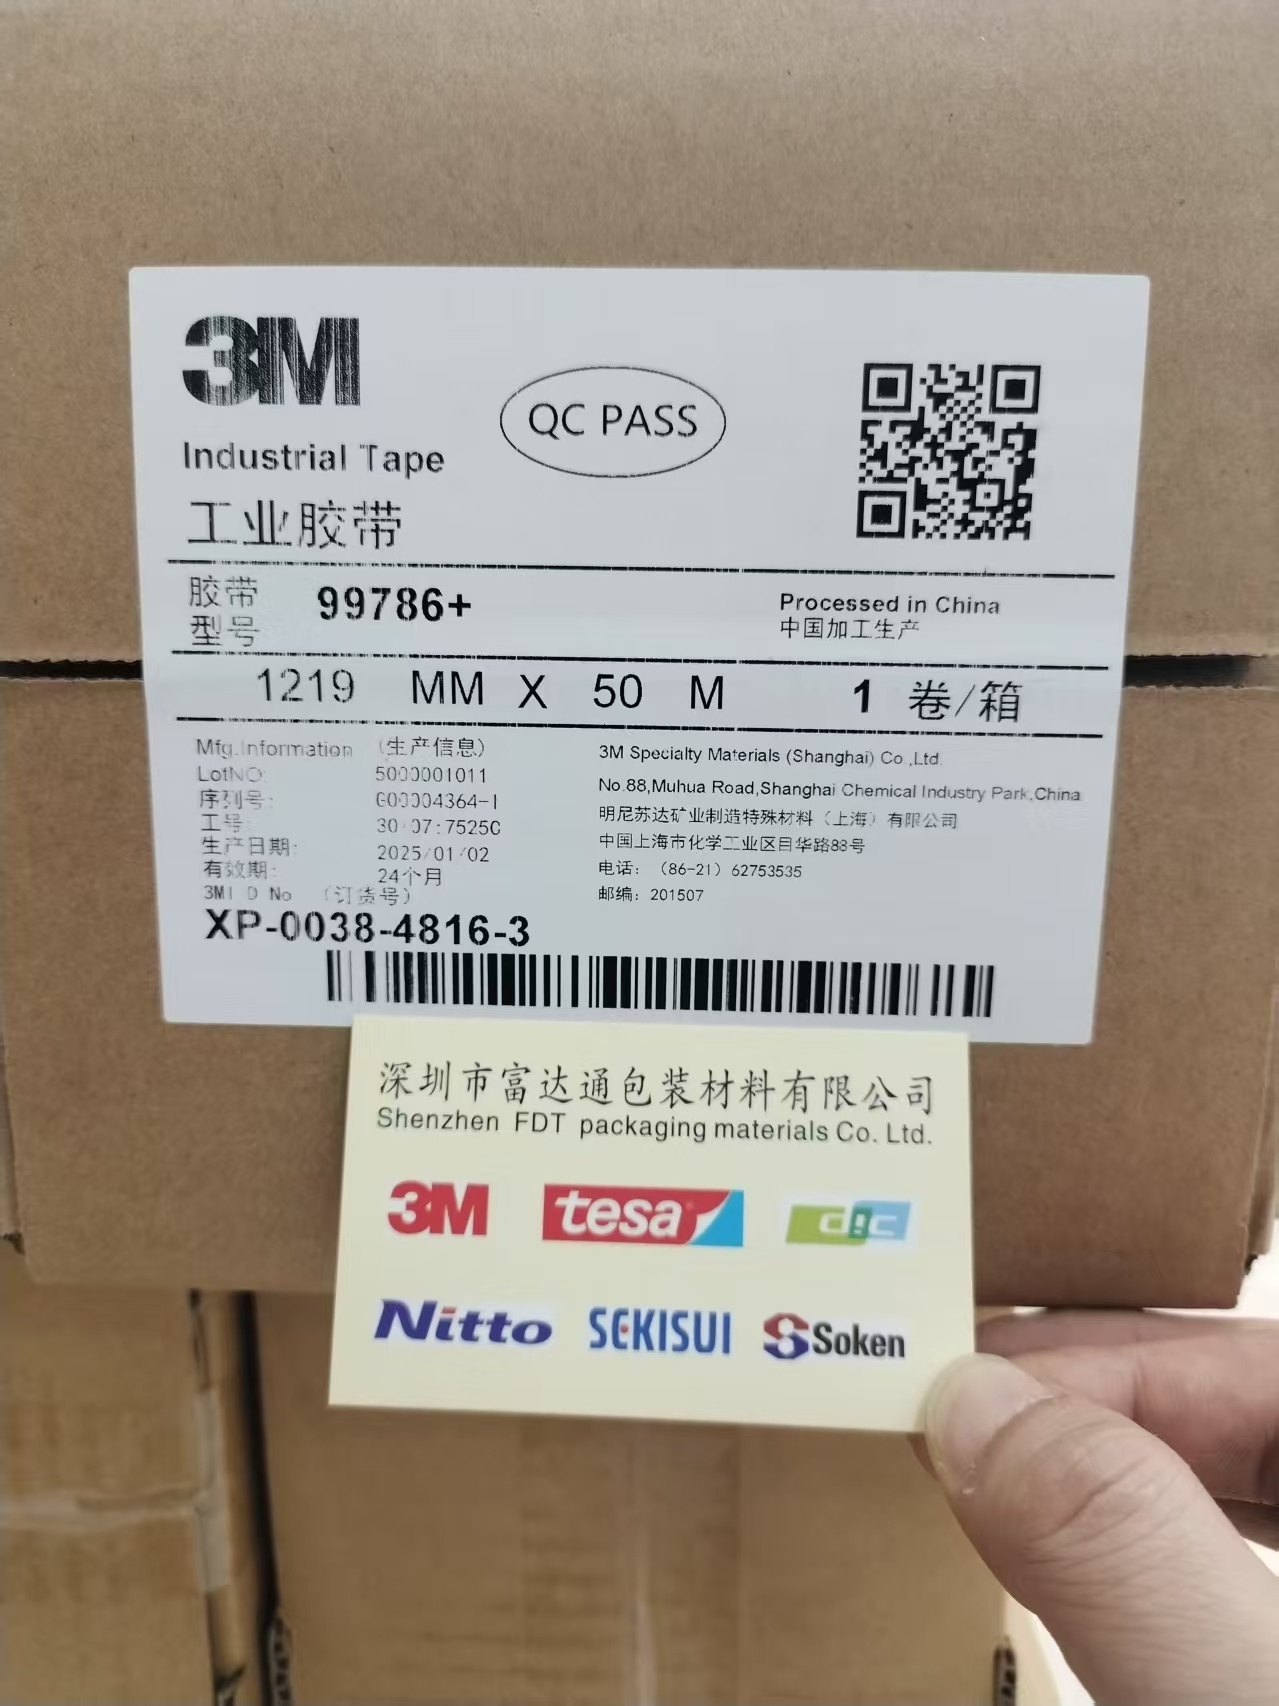 3M
Industrial Tape
工业胶带
QC PASS
胶带
型号
99786+
Processed in China
中国加工生产
1219 MM X 50 M 1 卷/箱
Mfg.Information (生产信息)
LotNO: 5000001011
序列号: G00004364-1
工号: 30 07:7525C
生产日期: 2025/01/02
有效期: 24个月
3MI D No (订货号)
XP-0038-4816-3
3M Specialty Materials (Shanghai) Co.,Ltd.
No.88,Muhua Road,Shanghai Chemical Industry Park,China
明尼苏达矿业制造特殊材料（上海）有限公司
中国上海市化学工业区目华路88号
电话：（86-21）62753535
邮编：201507
深圳市富达通包装材料有限公司
Shenzhen FDT packaging materials Co. Ltd.
3M tesa dic
Nitto SEKISUI Soken